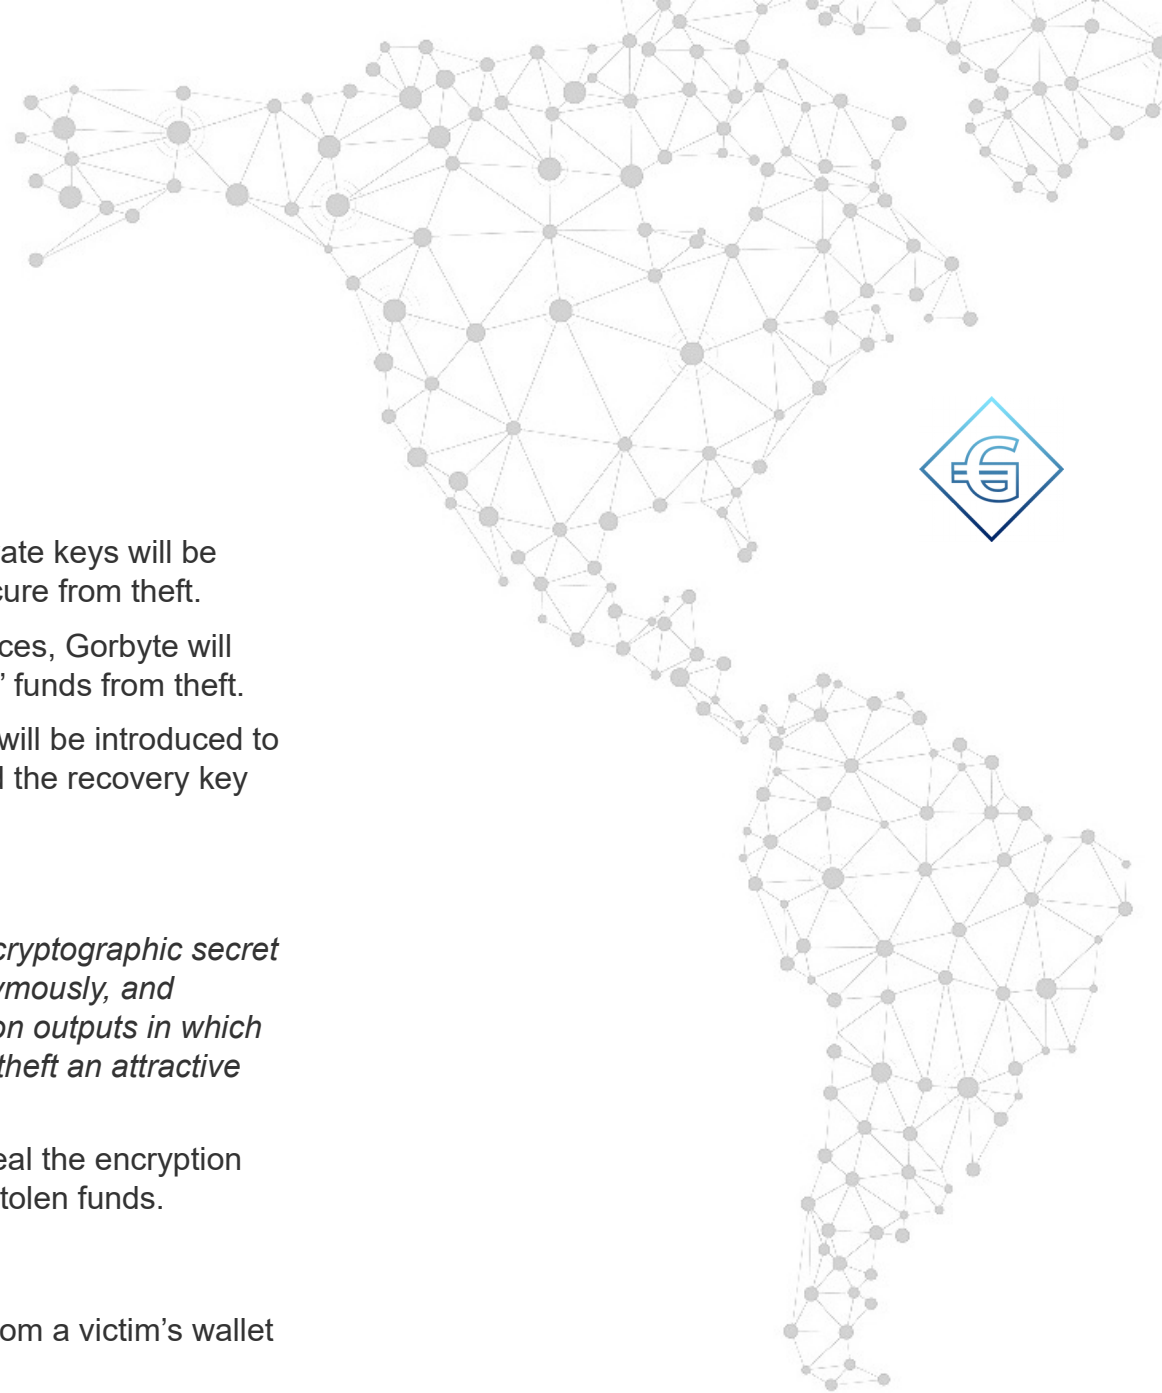 ate keys will be
cure from theft.
ces, Gorbyte will
’ funds from theft.
will be introduced to
the recovery key
cryptographic secret
ymously, and
on outputs in which
theft an attractive
eal the encryption
tolen funds.
om a victim’s wallet